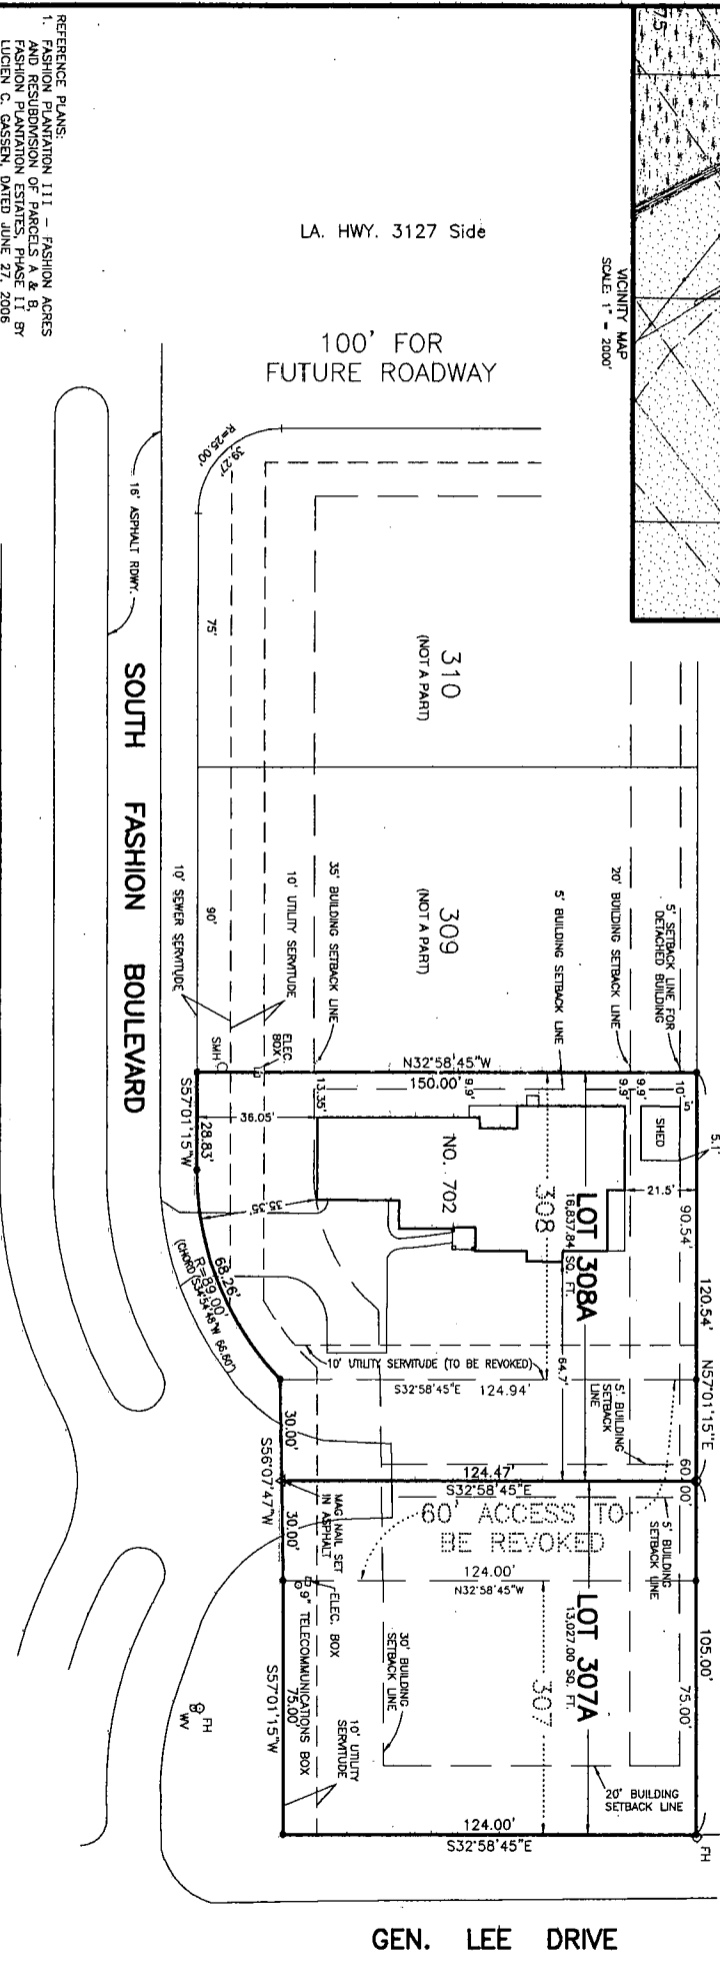 75
VICINITY MAP
SCALE: 1" = 2000'
REFERENCE PLANS:
1. FASHION PLANTATION III – FASHION ACRES
AND RESUBDIVISION OF PARCELS A & B,
FASHION PLANTATION ESTATES, PHASE II BY
LUCIEN C. GASSEN, DATED JUNE 27, 2006
LA. HWY. 3127 Side
100' FOR
FUTURE ROADWAY
R=25.00'
39.27'
16' ASPHALT RDWY.
SOUTH FASHION BOULEVARD
75'
310
(NOT A PART)
309
(NOT A PART)
90'
10' SEWER SERVITUDE
10' UTILITY SERVITUDE
35' BUILDING SETBACK LINE
5' BUILDING SETBACK LINE
20' BUILDING SETBACK LINE
5' SETBACK LINE FOR
DETACHED BUILDING
SMH
ELEC.
BOX
N32°58'45"W
150.00'
13.35'
9.9'
9.9'
9.9'
10'
in
5.1'
SHED
21.5'
36.05'
28.83'
S57°01'15"W
35'
NO. 702
308
LOT 308A
16,837.84 SQ. FT.
90.54'
120.54'
N57°01'15"E
68.26'
R=89.00'
(CHORD S34°54'48"W 66.60')
10' UTILITY SERVITUDE (TO BE REVOKED)
64.7'
S32°58'45"E 124.94'
5' BUILDING
SETBACK
LINE
60.00'
30.00'
S56°07'47"W
30.00'
124.47'
S32°58'45"E
MAG NAIL SET
IN ASPHALT
60' ACCESS TO
BE REVOKED
5' BUILDING
SETBACK LINE
124.00'
N32°58'45"W
ELEC. BOX
9" TELECOMMUNICATIONS BOX
LOT 307A
13,027.00 SQ. FT.
307
105.00'
75.00'
30' BUILDING
SETBACK LINE
S57°01'15"W
75.00'
10' UTILITY
SERVITUDE
20' BUILDING
SETBACK LINE
FH
WV
124.00'
S32°58'45"E
FH
GEN. LEE DRIVE